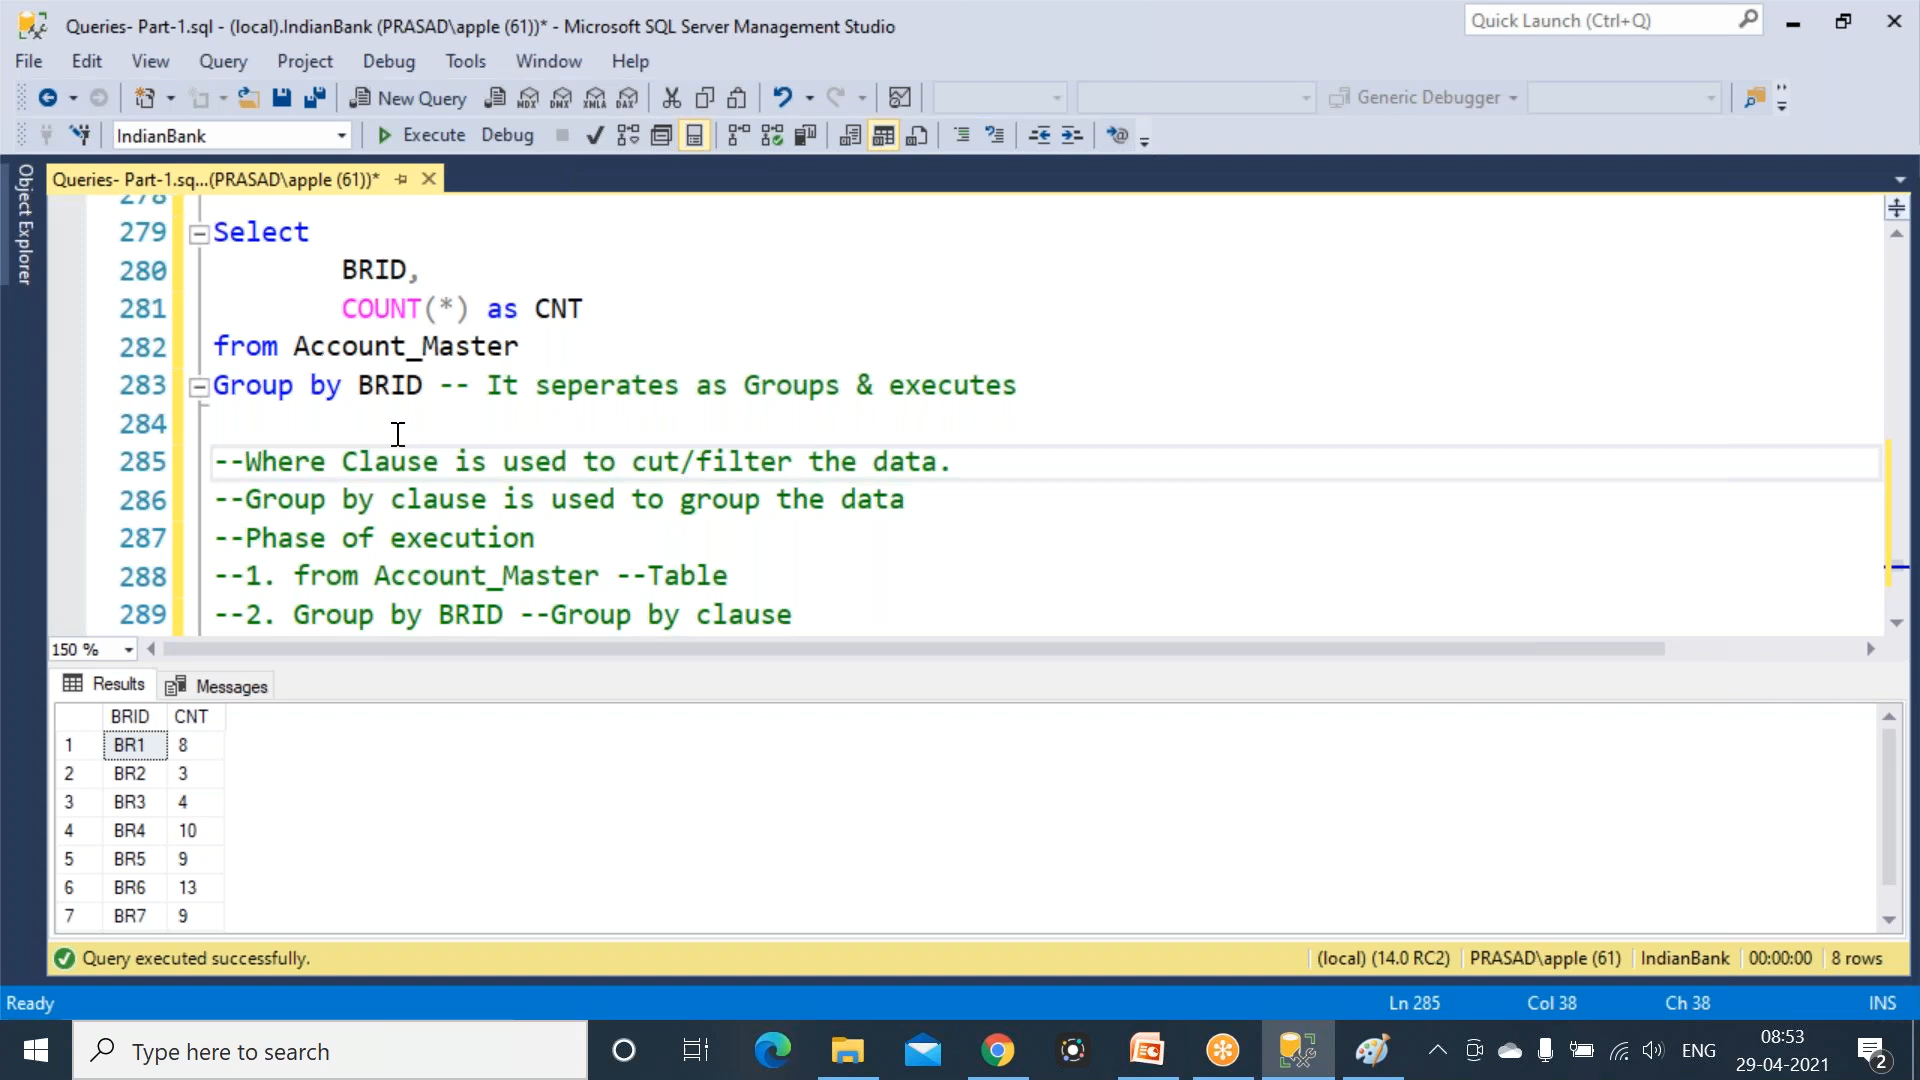 Queries- Part-1.sql - (local).IndianBank (PRASAD\apple (61))* - Microsoft SQL Server Management Studio
Quick Launch (Ctrl+Q)
File Edit View Query Project Debug Tools Window Help
New Query MDX DMX XMLA DAX Generic Debugger
IndianBank Execute Debug
Object Explorer
Queries- Part-1.sq...(PRASAD\apple (61))*
278
279 Select
280 BRID,
281 COUNT(*) as CNT
282 from Account_Master
283 Group by BRID -- It seperates as Groups & executes
284
285 --Where Clause is used to cut/filter the data.
286 --Group by clause is used to group the data
287 --Phase of execution
288 --1. from Account_Master --Table
289 --2. Group by BRID --Group by clause
150 %
Results Messages
BRID CNT
1 BR1 8
2 BR2 3
3 BR3 4
4 BR4 10
5 BR5 9
6 BR6 13
7 BR7 9
Query executed successfully. (local) (14.0 RC2) PRASAD\apple (61) IndianBank 00:00:00 8 rows
Ready Ln 285 Col 38 Ch 38 INS
Type here to search
ENG
08:53
29-04-2021
2